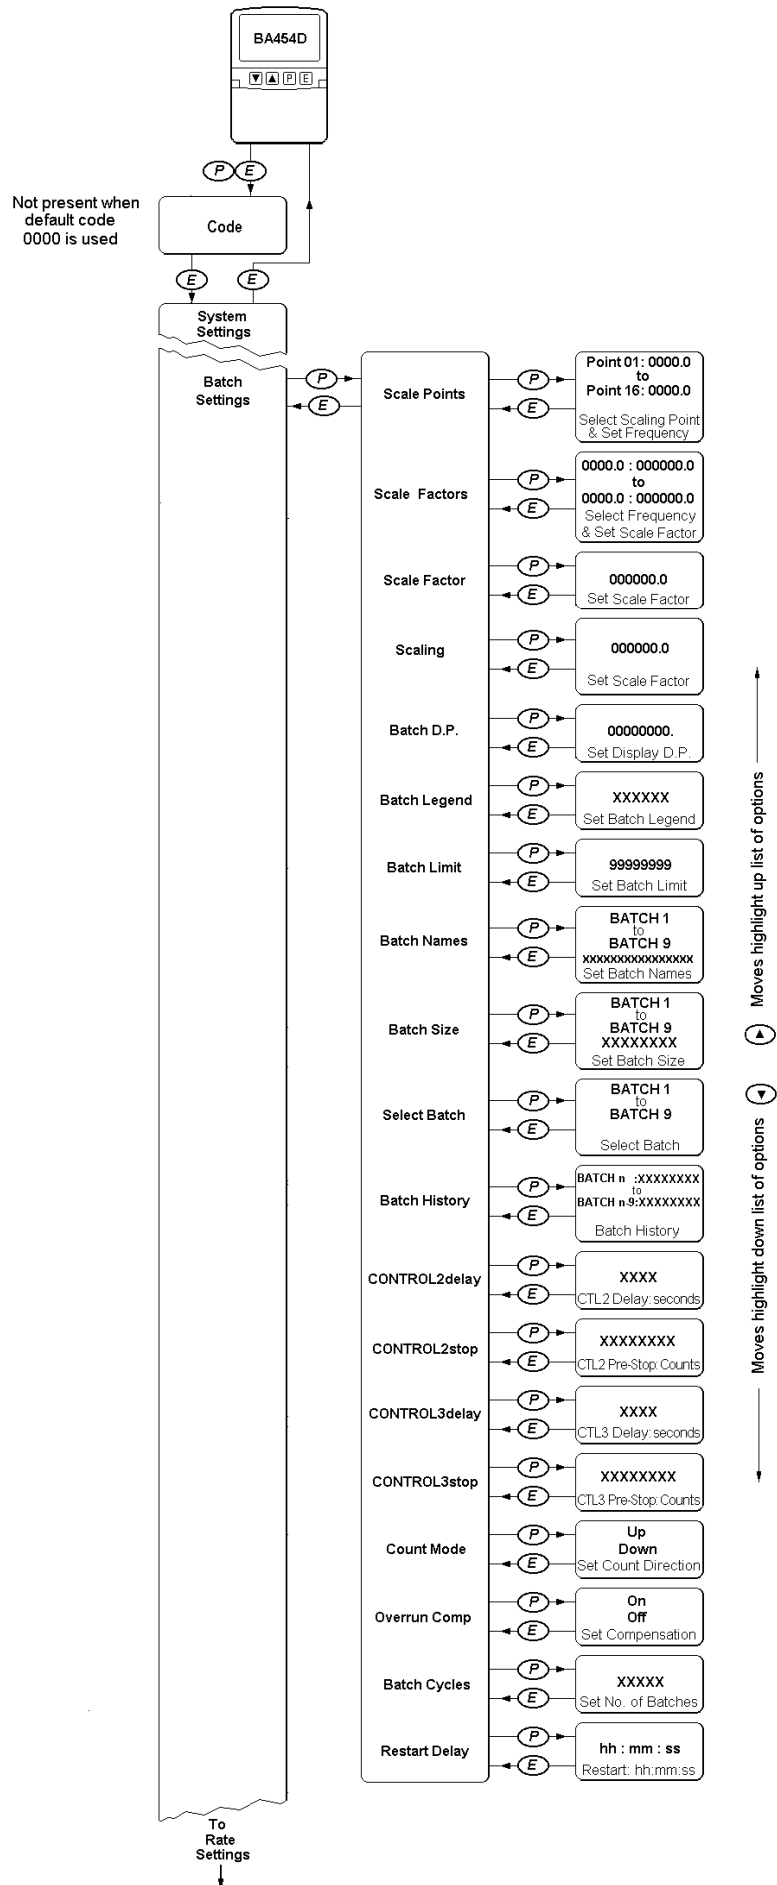 BA454D
P E
P E
Not present when
default code
0000 is used
Code
E E
System
Settings
Batch
Settings
P
E
Scale Points
P
E
Point 01: 0000.0
to
Point 16: 0000.0
Select Scaling Point
& Set Frequency
Scale Factors
P
E
0000.0 : 000000.0
to
0000.0 : 000000.0
Select Frequency
& Set Scale Factor
Scale Factor
P
E
000000.0
Set Scale Factor
Scaling
P
E
000000.0
Set Scale Factor
Batch D.P.
P
E
00000000.
Set Display D.P.
Batch Legend
P
E
XXXXXX
Set Batch Legend
Batch Limit
P
E
99999999
Set Batch Limit
Batch Names
P
E
BATCH 1
to
BATCH 9
xxxxxxxxxxxxxxxx
Set Batch Names
Batch Size
P
E
BATCH 1
to
BATCH 9
XXXXXXXX
Set Batch Size
Select Batch
P
E
BATCH 1
to
BATCH 9
Select Batch
Batch History
P
E
BATCH n :XXXXXXXX
to
BATCH n-9:XXXXXXXX
Batch History
CONTROL2delay
P
E
XXXX
CTL2 Delay: seconds
CONTROL2stop
P
E
XXXXXXXX
CTL2 Pre-Stop: Counts
CONTROL3delay
P
E
XXXX
CTL3 Delay: seconds
CONTROL3stop
P
E
XXXXXXXX
CTL3 Pre-Stop: Counts
Count Mode
P
E
Up
Down
Set Count Direction
Overrun Comp
P
E
On
Off
Set Compensation
Batch Cycles
P
E
XXXXX
Set No. of Batches
Restart Delay
P
E
hh : mm : ss
Restart: hh:mm:ss
To
Rate
Settings
Moves highlight up list of options
Moves highlight down list of options